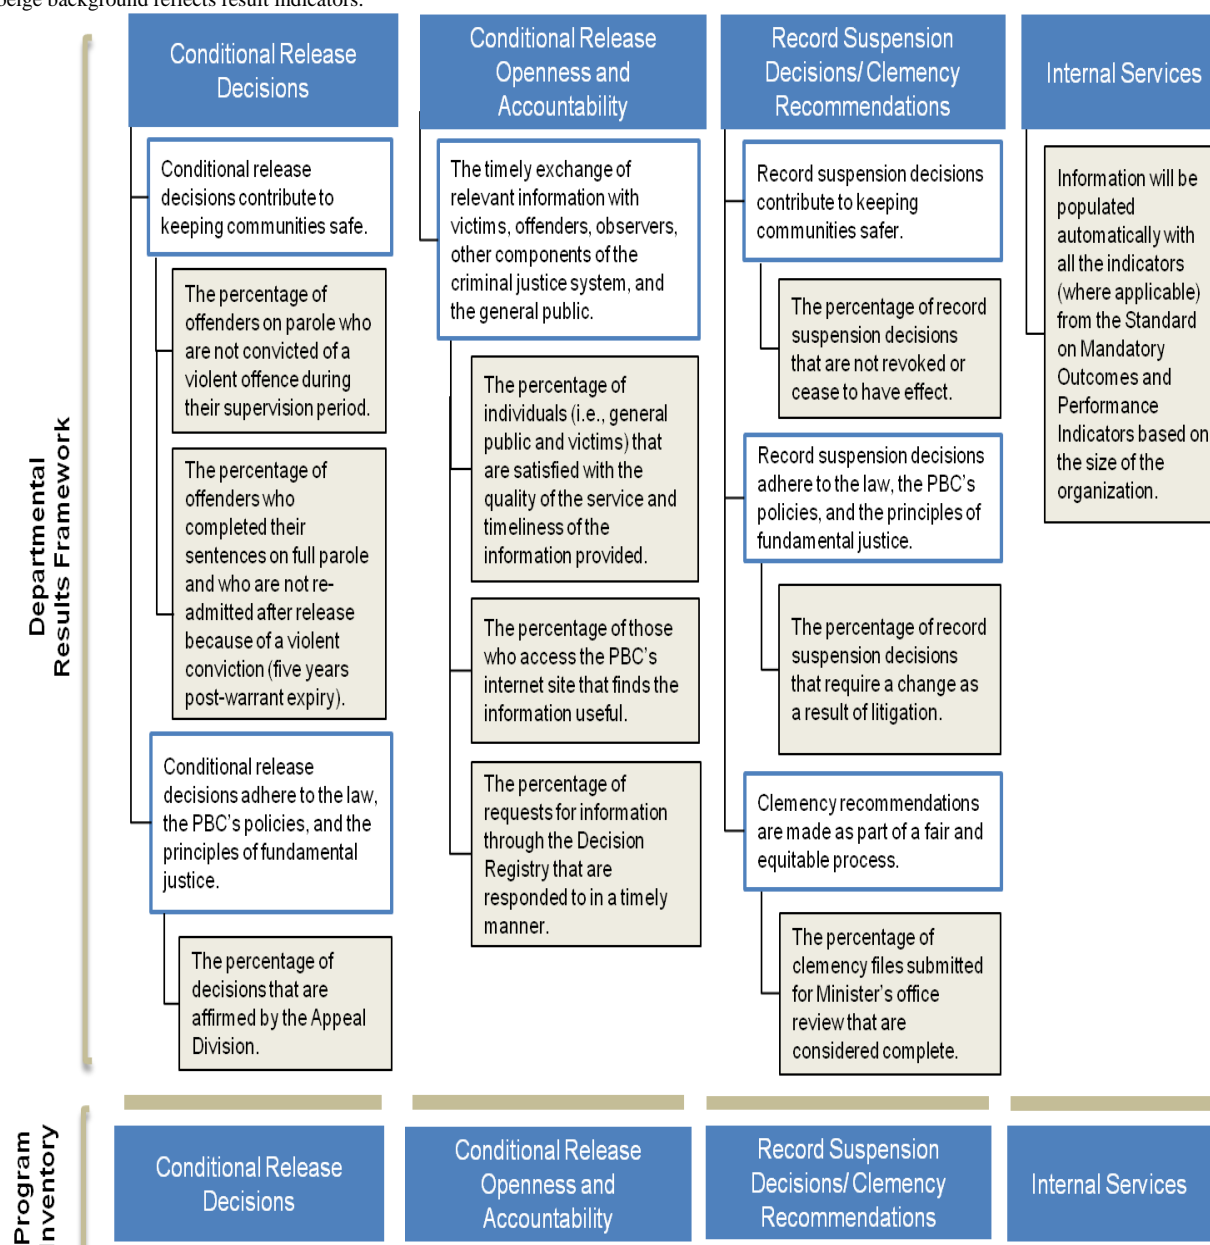 beige background reflects result indicators.
Departmental
Results Framework
Conditional Release
Decisions
Conditional release
decisions contribute to
keeping communities safe.
The percentage of
offenders on parole who
are not convicted of a
violent offence during
their supervision period.
The percentage of
offenders who
completed their
sentences on full parole
and who are not re-
admitted after release
because of a violent
conviction (five years
post-warrant expiry).
Conditional release
decisions adhere to the law,
the PBC's policies, and the
principles of fundamental
justice.
The percentage of
decisions that are
affirmed by the Appeal
Division.
Conditional Release
Openness and
Accountability
The timely exchange of
relevant information with
victims, offenders, observers,
other components of the
criminal justice system, and
the general public.
The percentage of
individuals (i.e., general
public and victims) that
are satisfied with the
quality of the service and
timeliness of the
information provided.
The percentage of those
who access the PBC's
internet site that finds the
information useful.
The percentage of
requests for information
through the Decision
Registry that are
responded to in a timely
manner.
Record Suspension
Decisions/ Clemency
Recommendations
Record suspension decisions
contribute to keeping
communities safer.
The percentage of record
suspension decisions
that are not revoked or
cease to have effect.
Record suspension decisions
adhere to the law, the PBC's
policies, and the principles of
fundamental justice.
The percentage of record
suspension decisions
that require a change as
a result of litigation.
Clemency recommendations
are made as part of a fair and
equitable process.
The percentage of
clemency files submitted
for Minister's office
review that are
considered complete.
Internal Services
Information will be
populated
automatically with
all the indicators
(where applicable)
from the Standard
on Mandatory
Outcomes and
Performance
Indicators based on
the size of the
organization.
Program
Inventory
Conditional Release
Decisions
Conditional Release
Openness and
Accountability
Record Suspension
Decisions/ Clemency
Recommendations
Internal Services